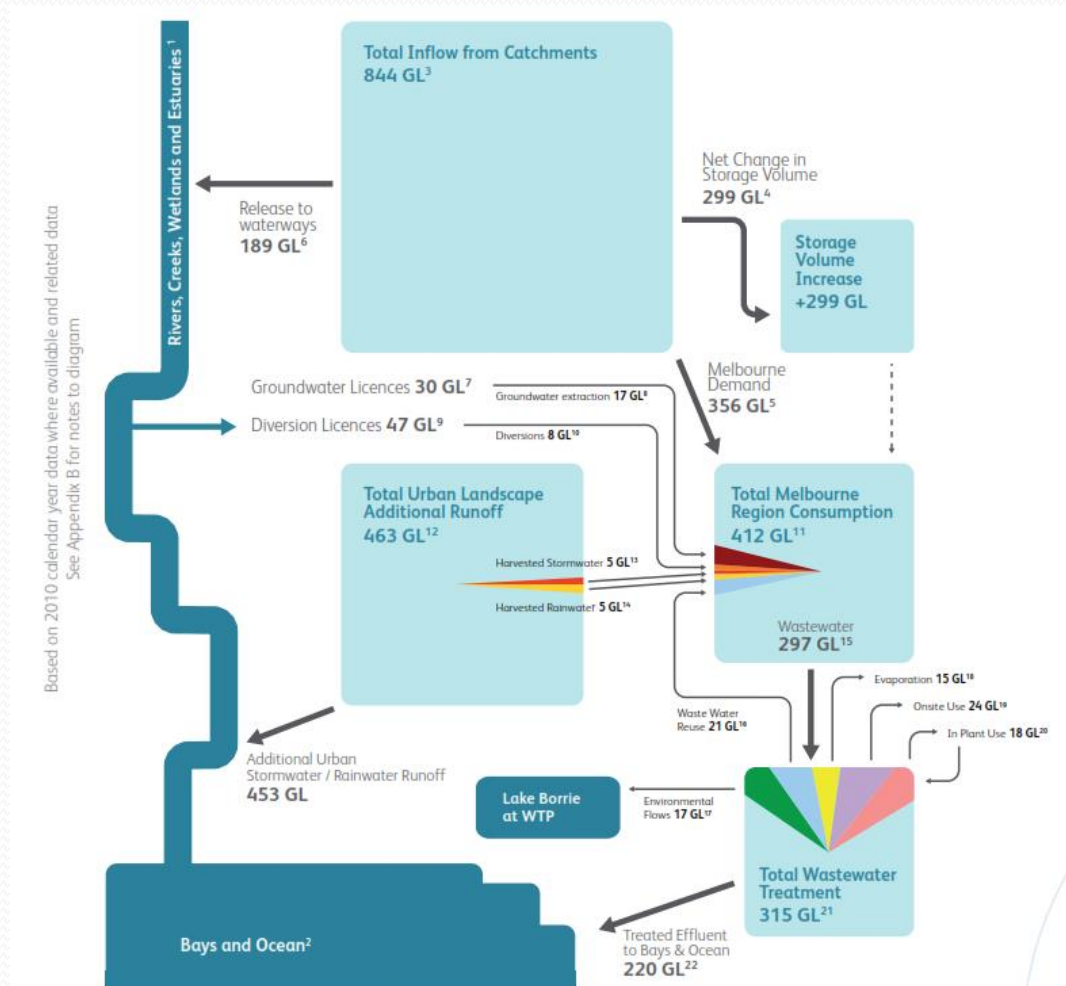 Rivers, Creeks, Wetlands and Estuaries ¹
Based on 2010 calendar year data where available and related data
See Appendix B for notes to diagram
Total Inflow from Catchments
844 GL³
Release to
waterways
189 GL⁶
Net Change in
Storage Volume
299 GL⁴
Storage
Volume
Increase
+299 GL
Melbourne
Demand
356 GL⁵
Groundwater Licences 30 GL⁷
Groundwater extraction 17 GL⁸
Diversion Licences 47 GL⁹
Diversions 8 GL¹⁰
Total Urban Landscape
Additional Runoff
463 GL¹²
Harvested Stormwater 5 GL¹³
Harvested Rainwater 5 GL¹⁴
Total Melbourne
Region Consumption
412 GL¹¹
Wastewater
297 GL¹⁵
Evaporation 15 GL¹⁸
Onsite Use 24 GL¹⁹
In Plant Use 18 GL²⁰
Waste Water
Reuse 21 GL¹⁶
Additional Urban
Stormwater / Rainwater Runoff
453 GL
Lake Borrie
at WTP
Environmental
Flows 17 GL¹⁷
Total Wastewater
Treatment
315 GL²¹
Treated Effluent
to Bays & Ocean
220 GL²²
Bays and Ocean²